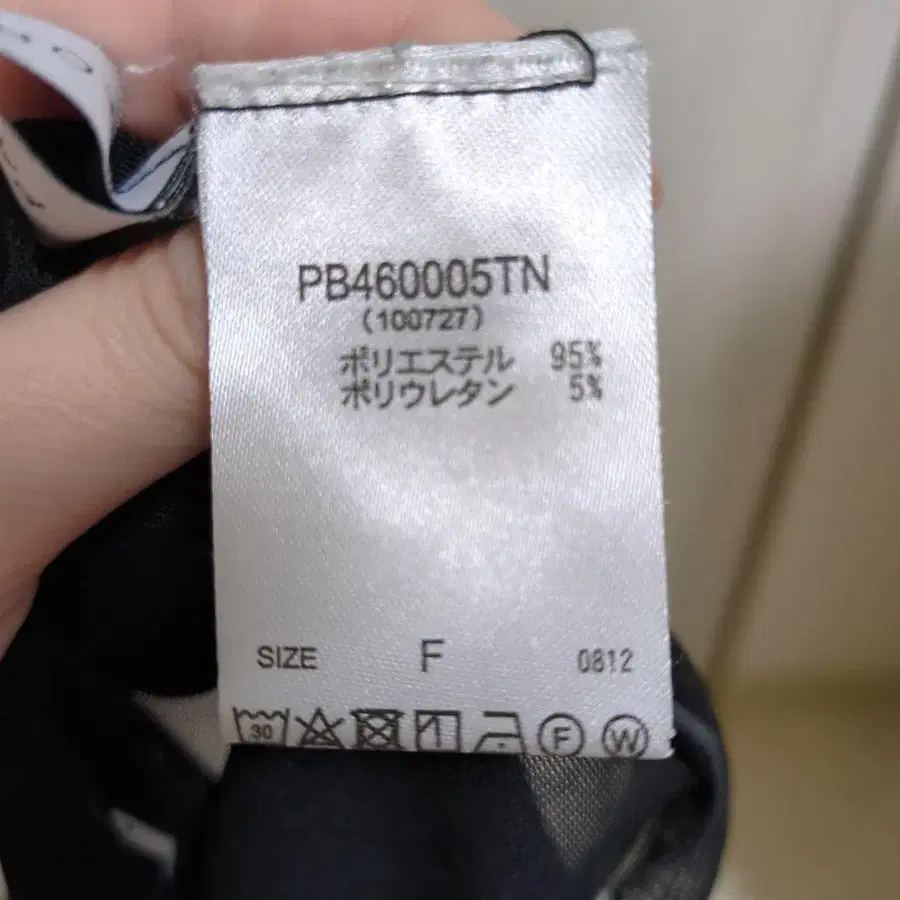 PB460005TN
(100727)
ポリエステル 95%
ポリウレタン 5%
SIZE F 0812
30 F W